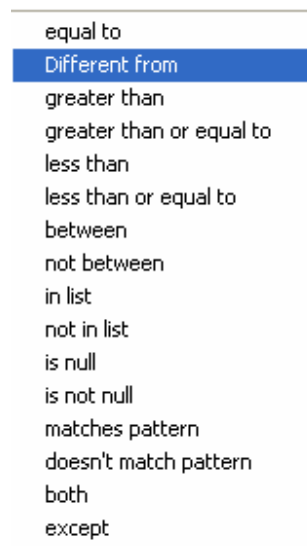 equal to
Different from
greater than
greater than or equal to
less than
less than or equal to
between
not between
in list
not in list
is null
is not null
matches pattern
doesn't match pattern
both
except